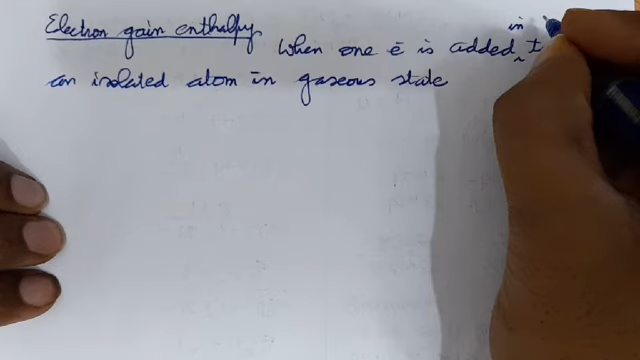 Electron gain enthalpy When one ē is added in t
an isolated atom in gaseous state